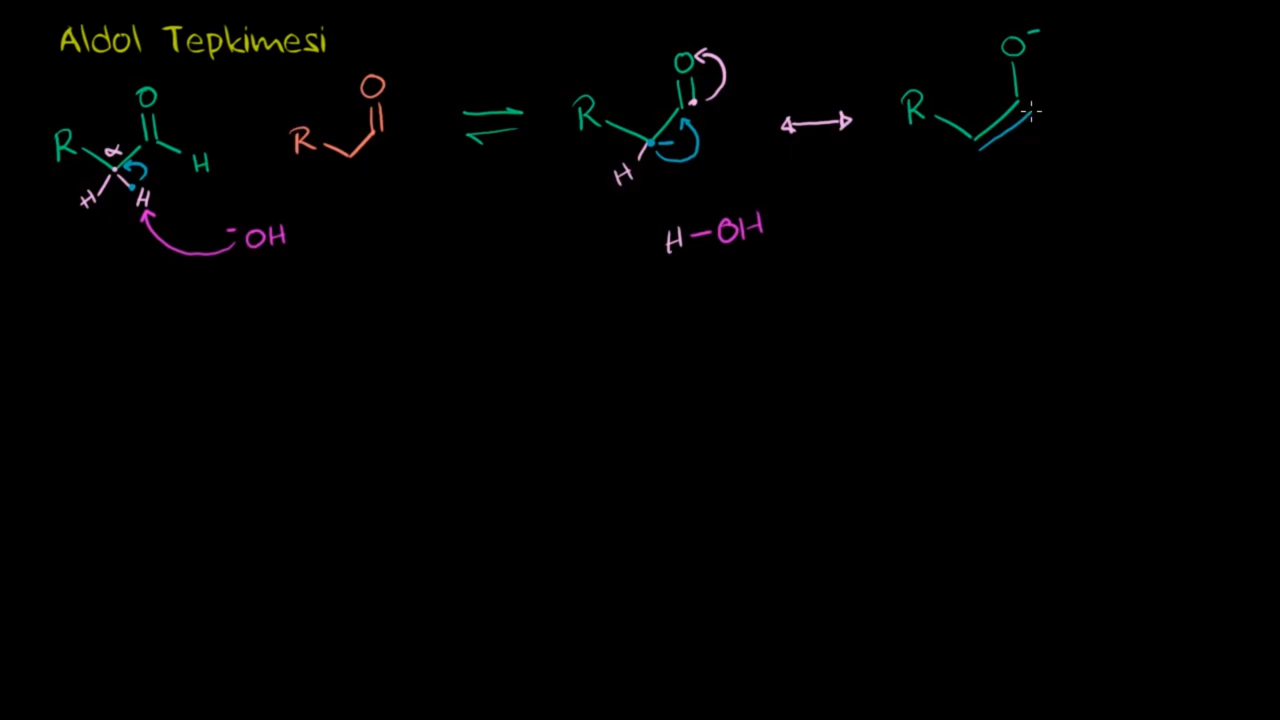 Aldol Tepkimesi
O O O O⁻
R α H R R R
H H H
⁻OH H-OH